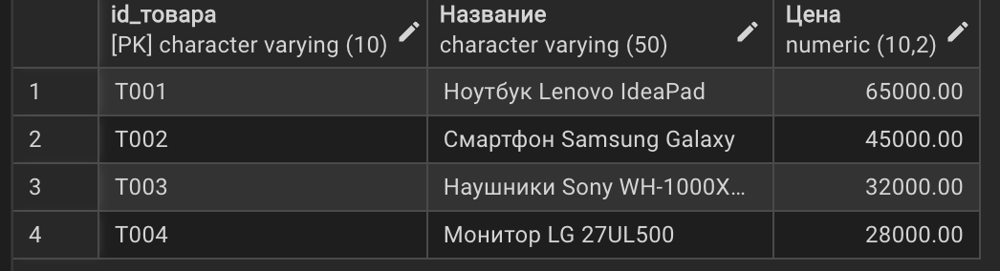 id_товара Название Цена
[PK] character varying (10) character varying (50) numeric (10,2)
1 T001 Ноутбук Lenovo IdeaPad 65000.00
2 T002 Смартфон Samsung Galaxy 45000.00
3 T003 Наушники Sony WH-1000X... 32000.00
4 T004 Монитор LG 27UL500 28000.00